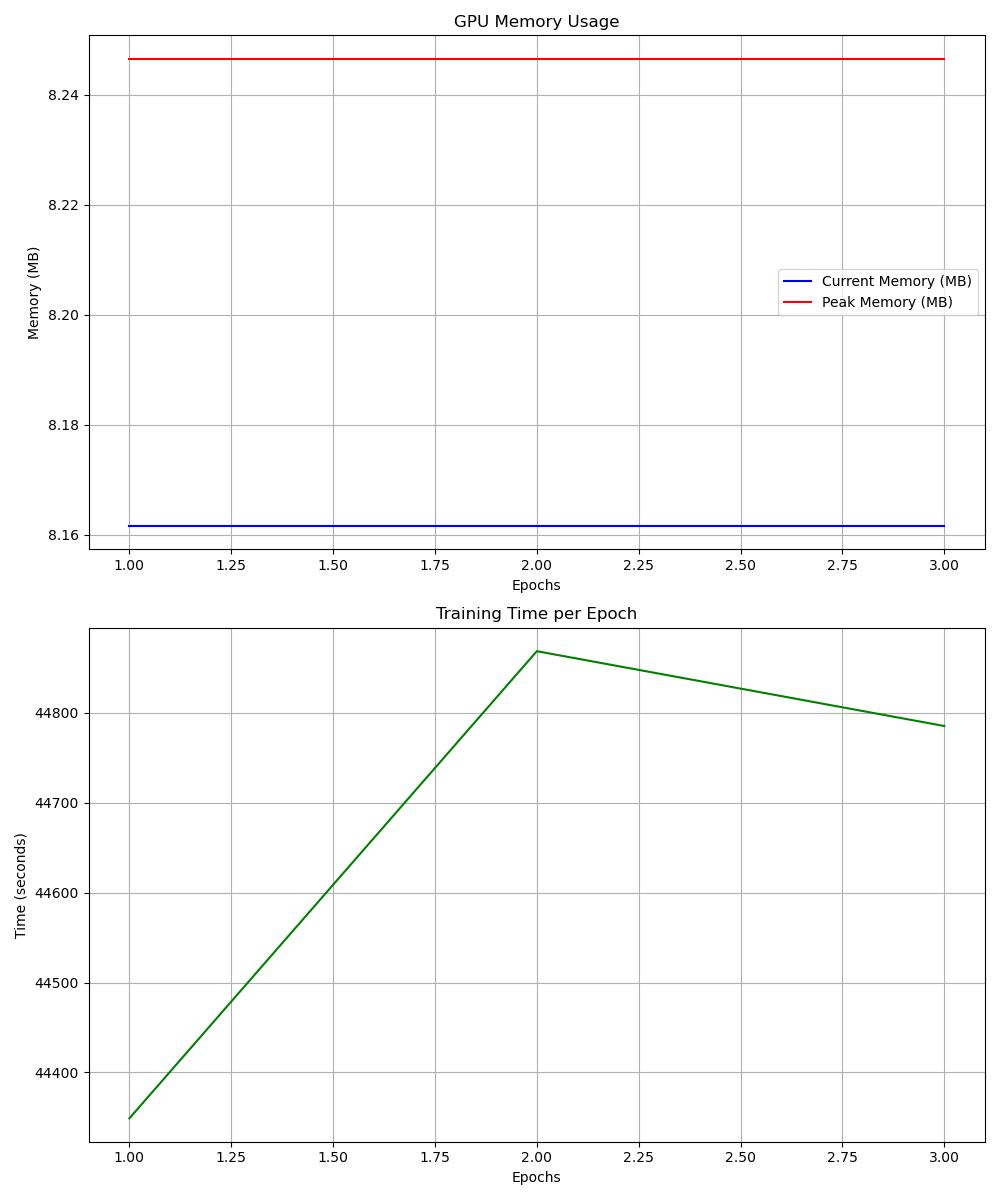 GPU Memory Usage
8.24
8.22
8.20
8.18
8.16
Memory (MB)
Current Memory (MB)
Peak Memory (MB)
1.00 1.25 1.50 1.75 2.00 2.25 2.50 2.75 3.00
Epochs
Training Time per Epoch
44800
44700
44600
44500
44400
Time (seconds)
1.00 1.25 1.50 1.75 2.00 2.25 2.50 2.75 3.00
Epochs